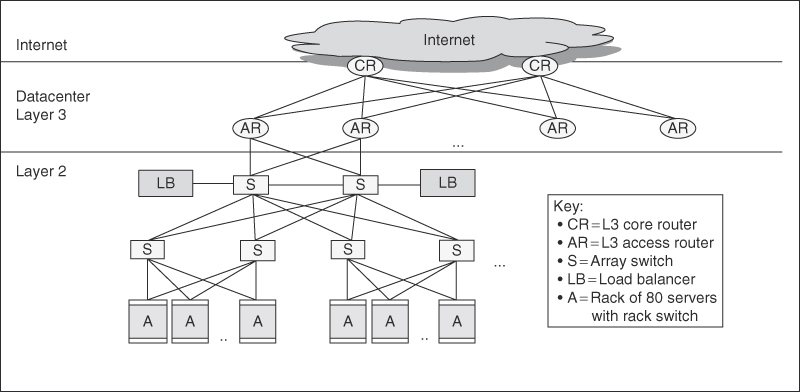 Internet
Internet
CR CR
Datacenter
Layer 3
AR AR AR AR
...
Layer 2
LB S S LB
S S S S
...
A A .. A A A .. A
Key:
• CR=L3 core router
• AR=L3 access router
• S=Array switch
• LB=Load balancer
• A=Rack of 80 servers
with rack switch